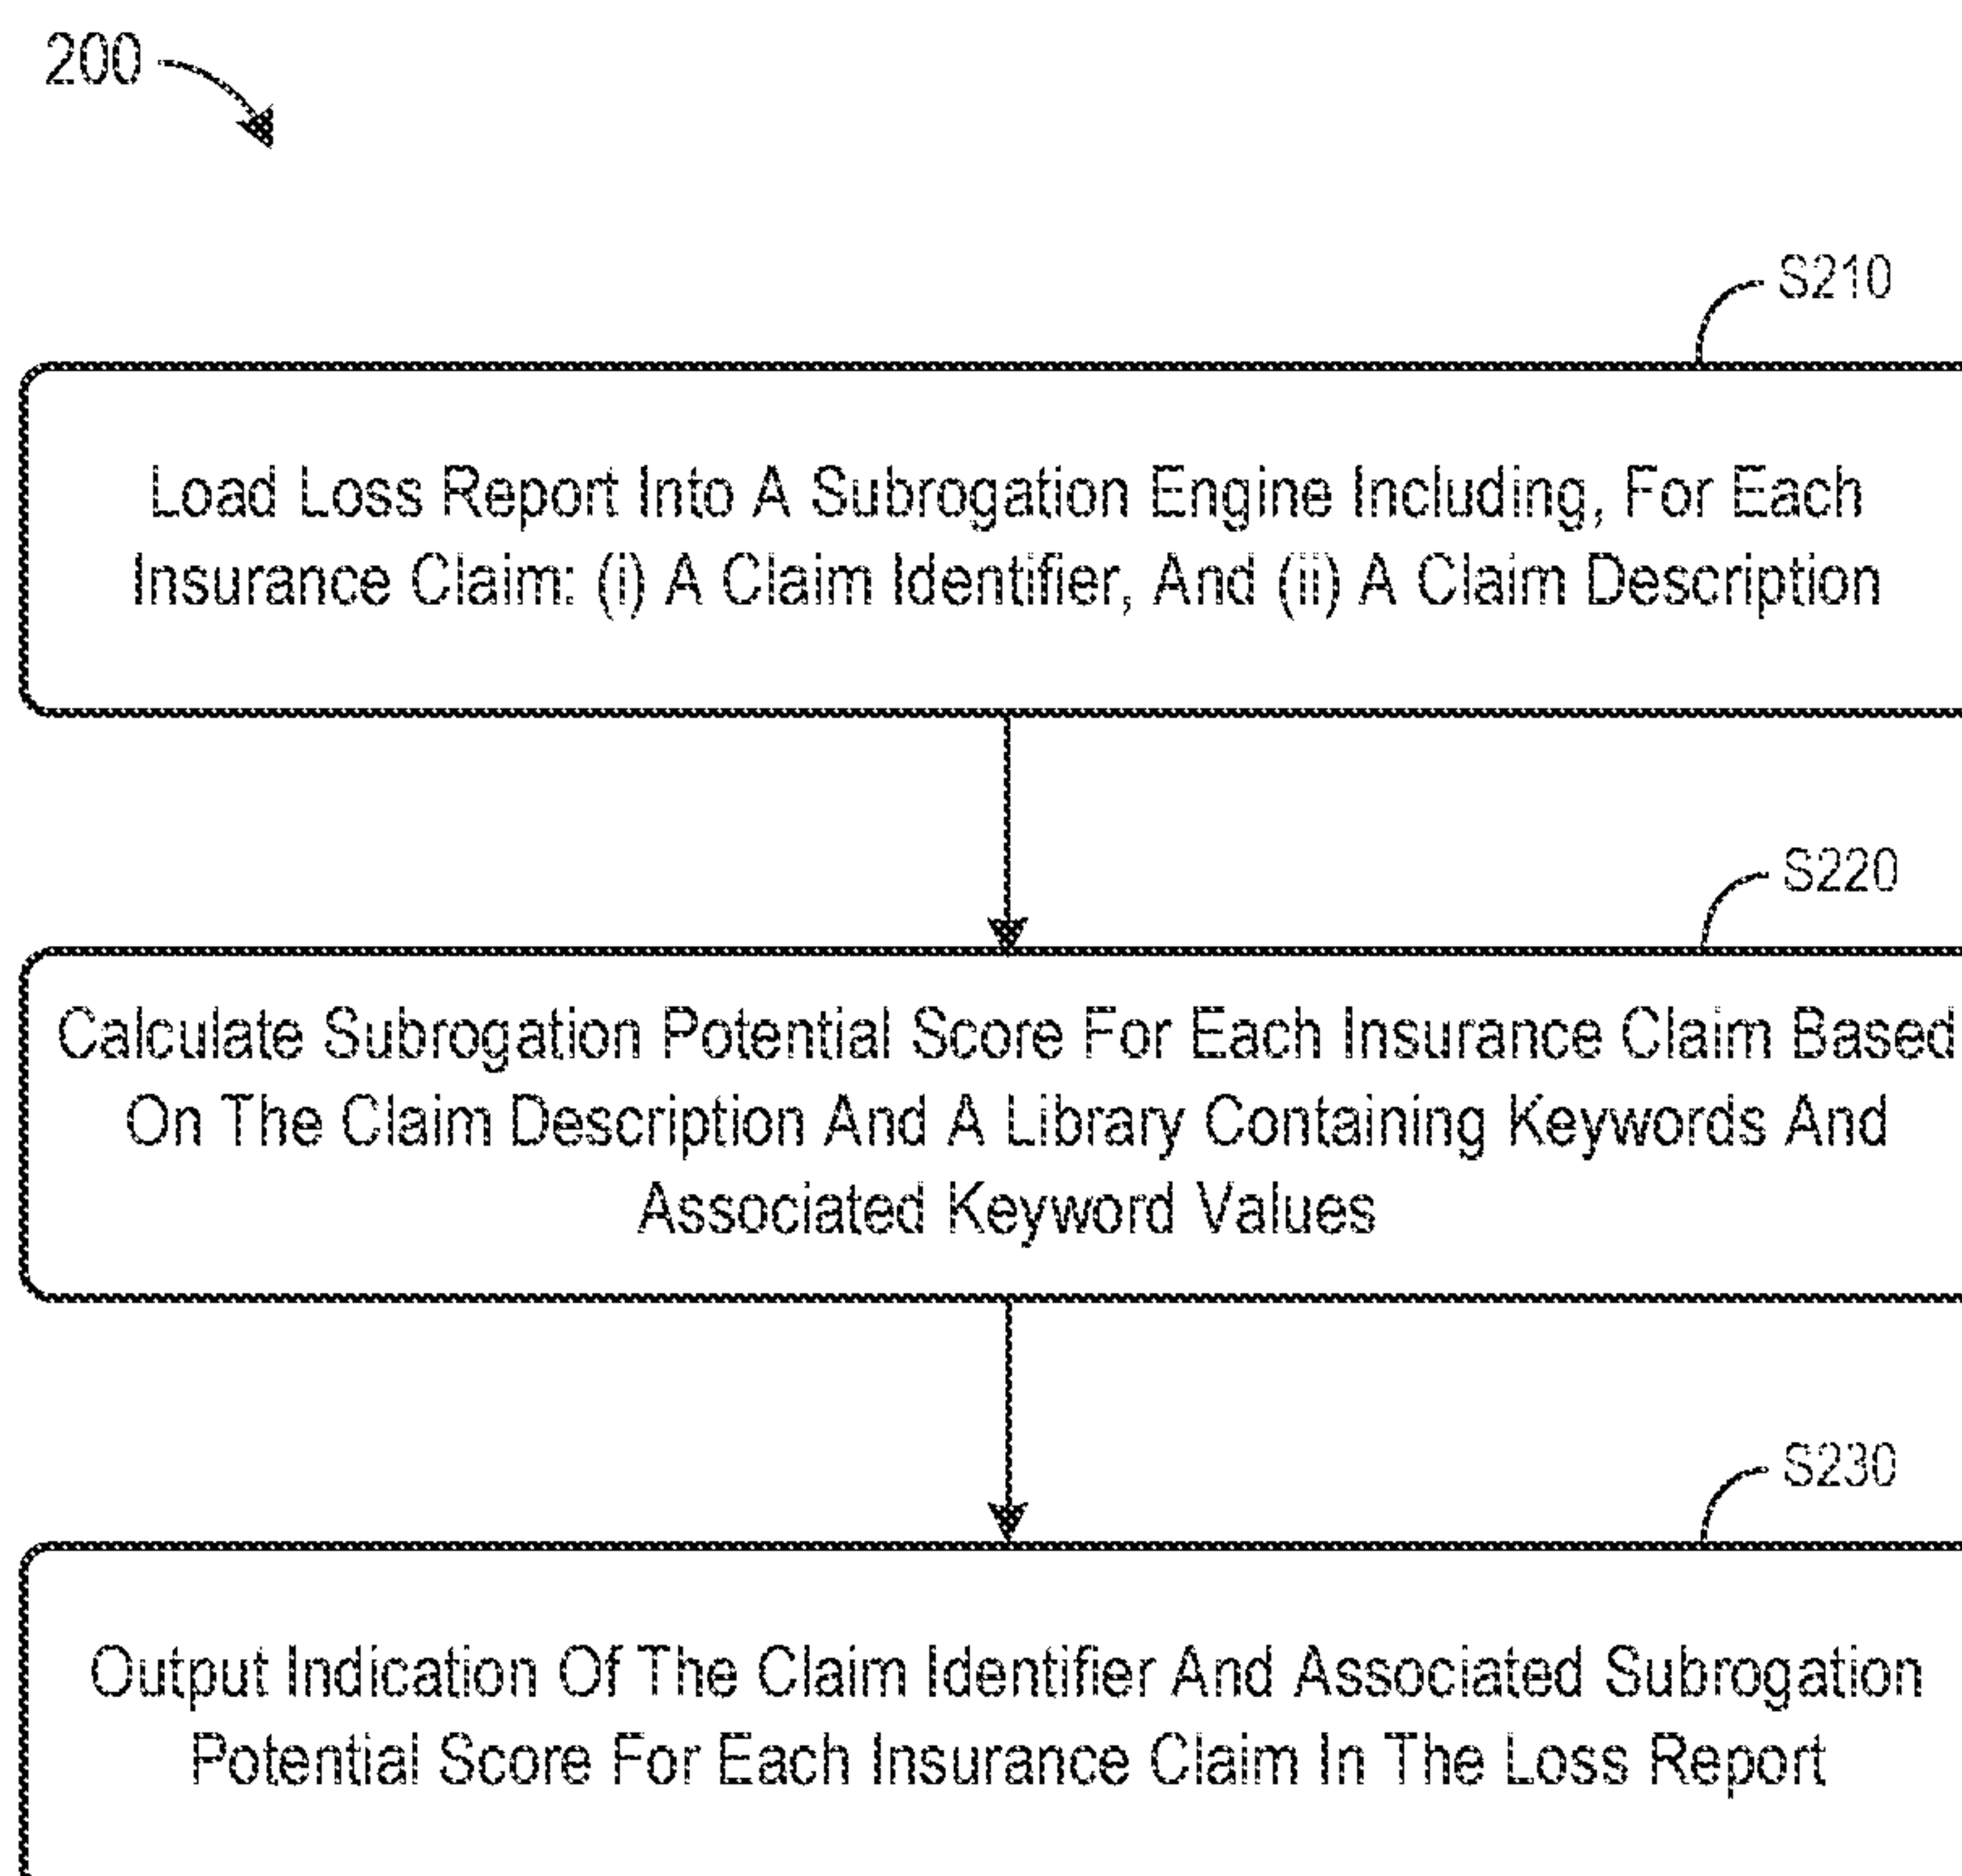 200
S210
Load Loss Report Into A Subrogation Engine Including, For Each
Insurance Claim: (i) A Claim Identifier, And (ii) A Claim Description
S220
Calculate Subrogation Potential Score For Each Insurance Claim Based
On The Claim Description And A Library Containing Keywords And
Associated Keyword Values
S230
Output Indication Of The Claim Identifier And Associated Subrogation
Potential Score For Each Insurance Claim In The Loss Report